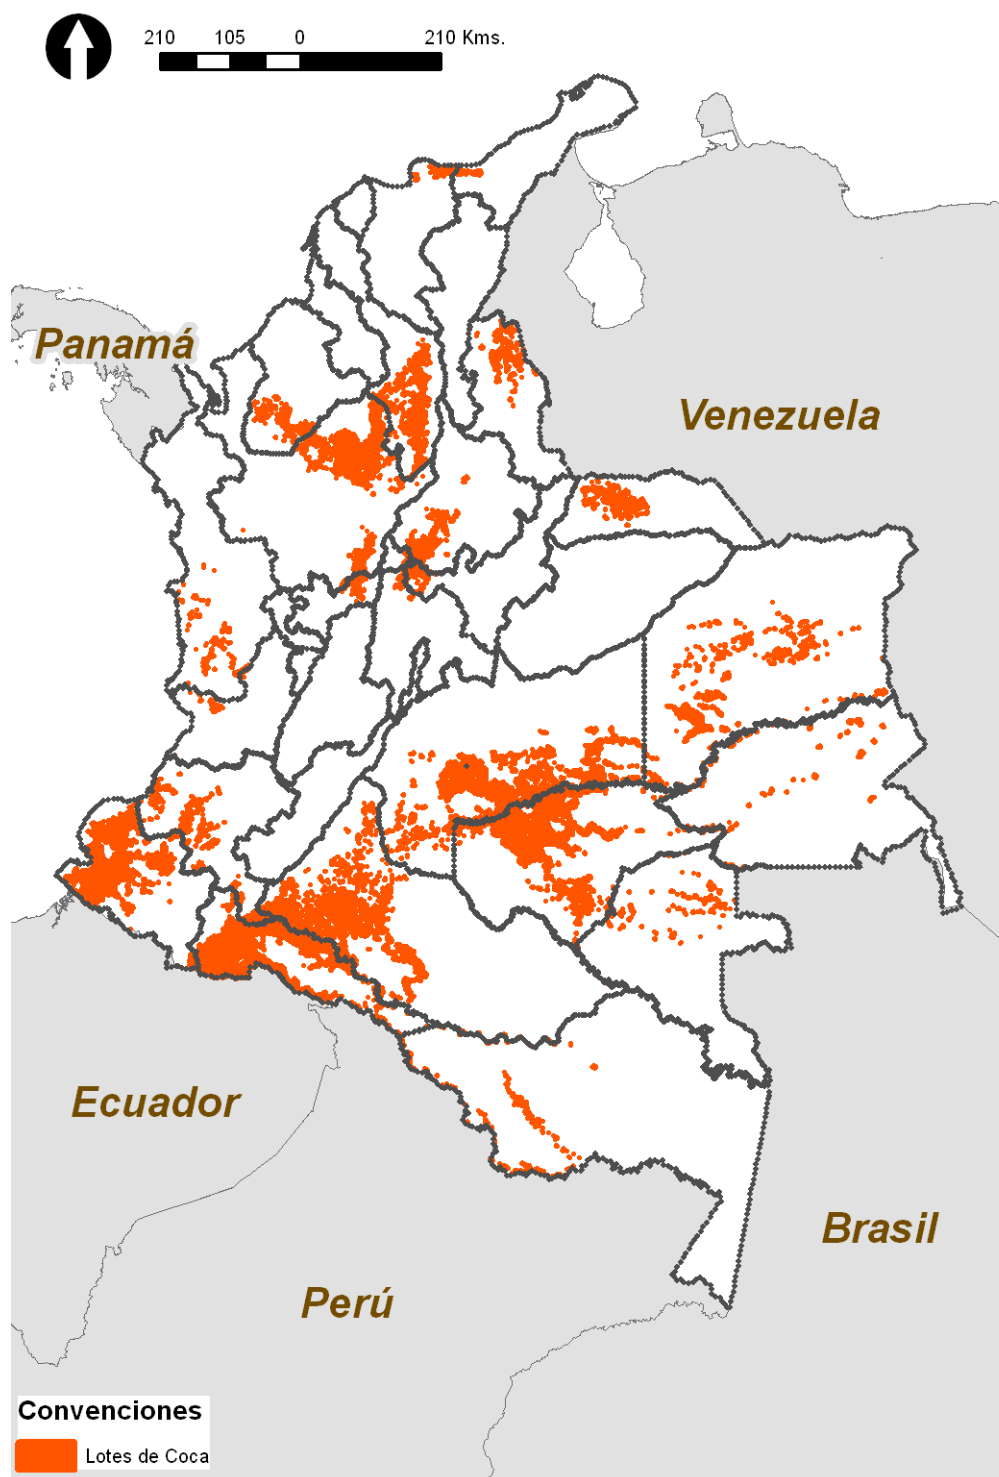 210 105 0 210 Kms.
Panamá
Venezuela
Ecuador
Brasil
Perú
Convenciones
Lotes de Coca